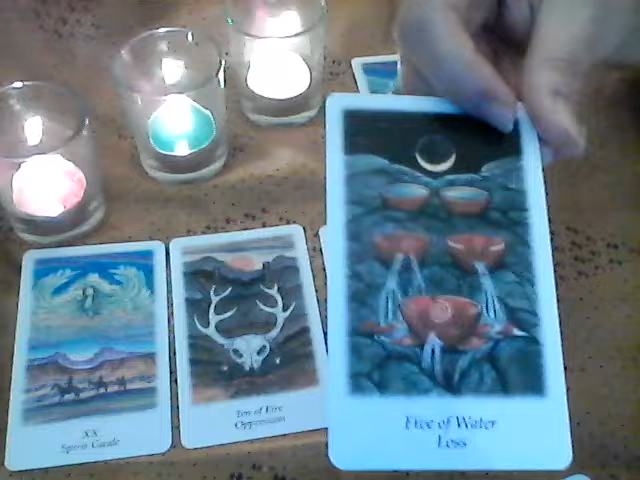 XX
Spirit Guide
Ten of Fire
Oppression
Five of Water
Loss